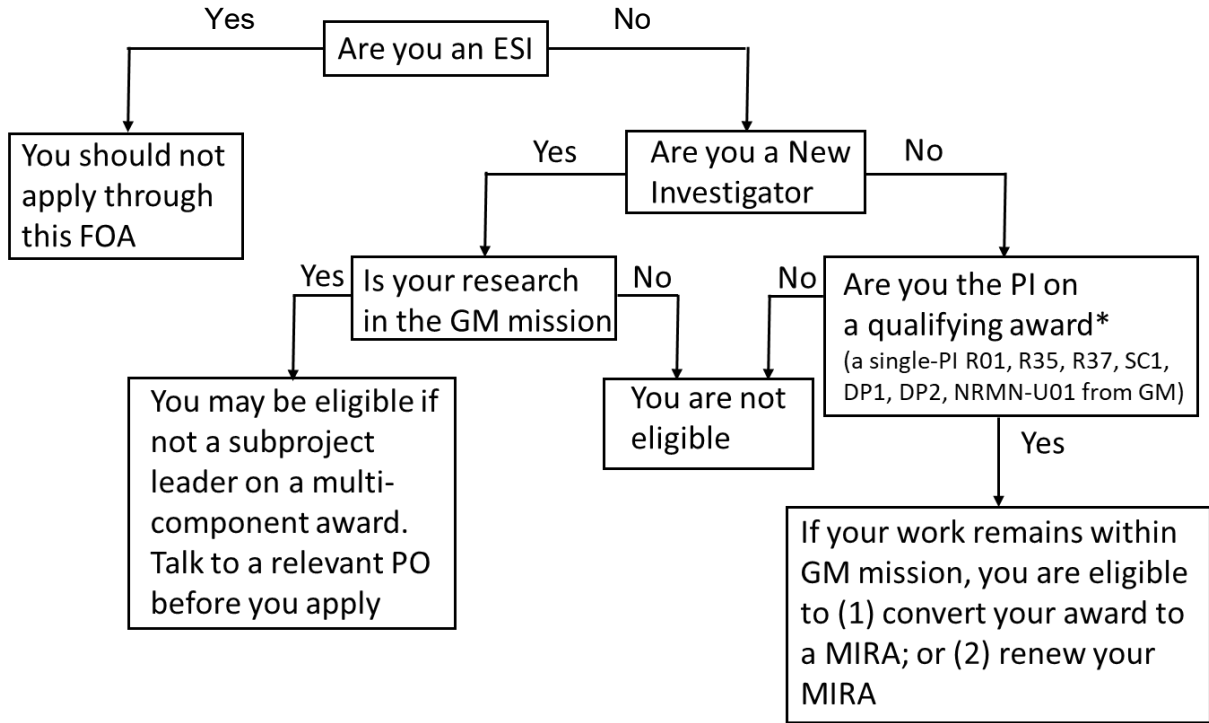 Yes
No
Are you an ESI
You should not
apply through
this FOA
Yes
No
Are you a New
Investigator
Yes
No
Is your research
in the GM mission
No
Are you the PI on
a qualifying award*
(a single-PI R01, R35, R37, SC1,
DP1, DP2, NRMN-U01 from GM)
You may be eligible if
not a subproject
leader on a multi-
component award.
Talk to a relevant PO
before you apply
You are not
eligible
Yes
If your work remains within
GM mission, you are eligible
to (1) convert your award to
a MIRA; or (2) renew your
MIRA